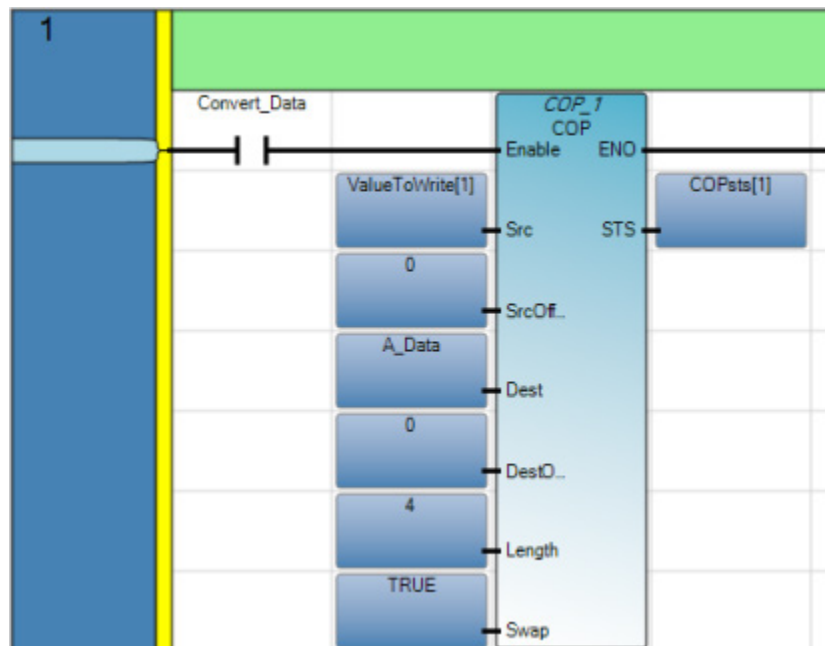 1
Convert_Data
COP_1
COP
Enable ENO
ValueToWrite[1]
COPsts[1]
Src STS
0
SrcOff...
A_Data
Dest
0
DestO...
4
Length
TRUE
Swap